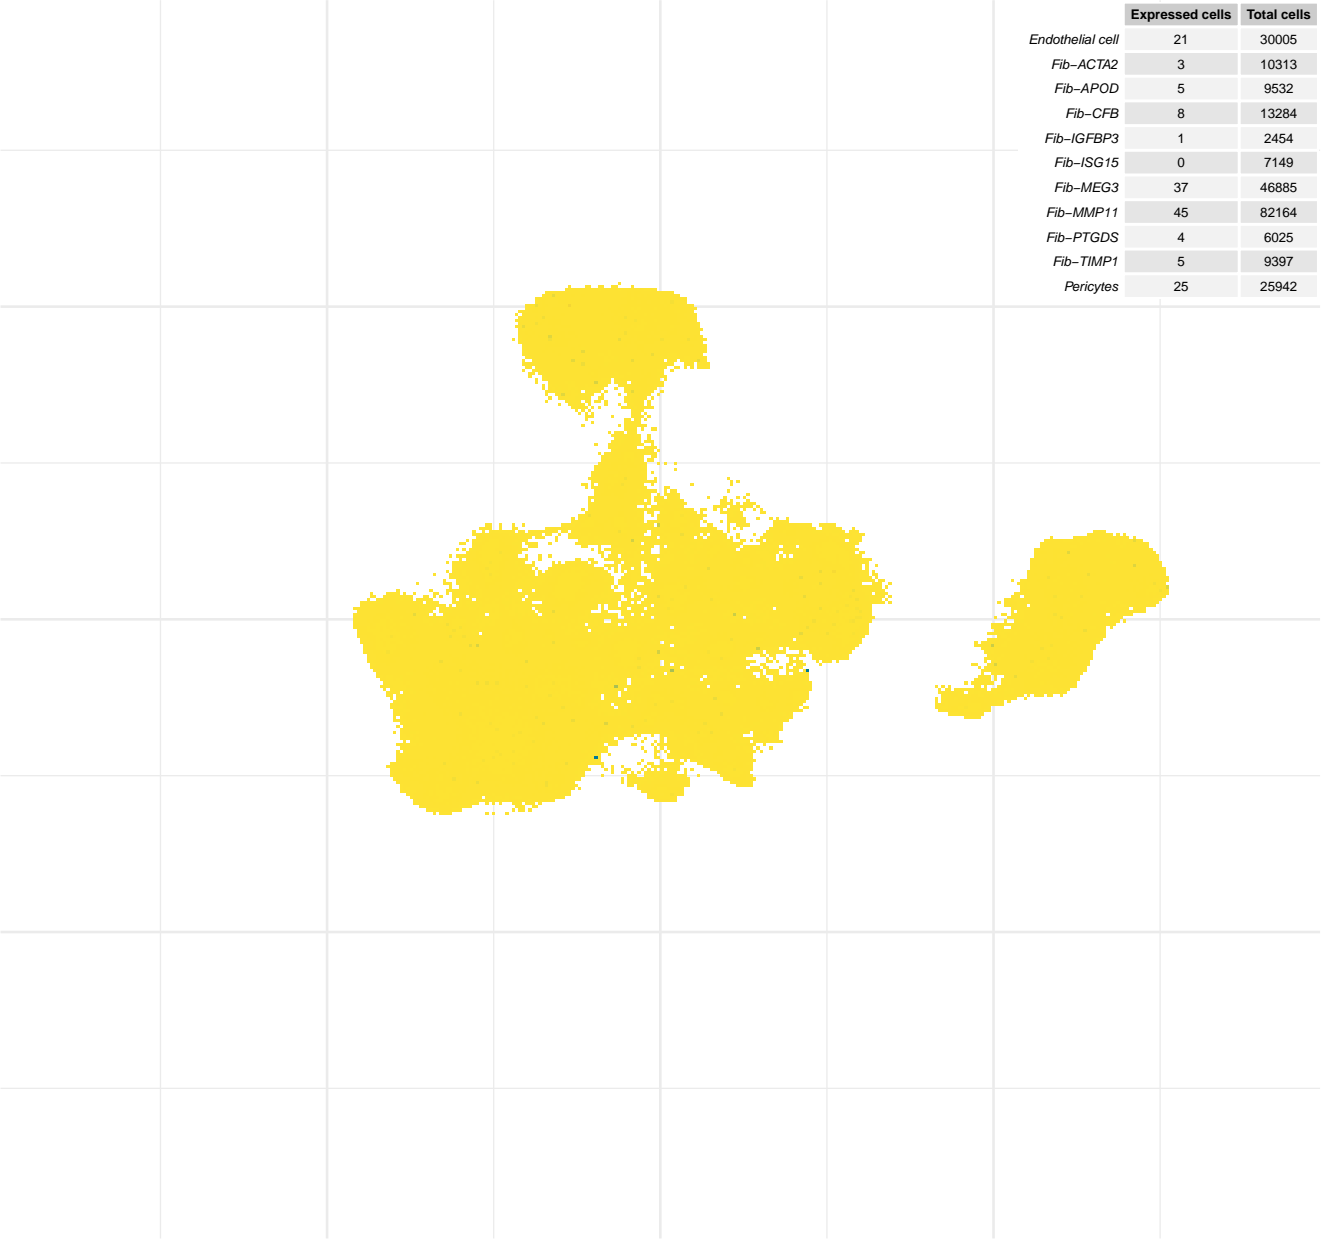 Expressed cells Total cells
Endothelial cell 21 30005
Fib−ACTA2 3 10313
Fib−APOD 5 9532
Fib−CFB 8 13284
Fib−IGFBP3 1 2454
Fib−ISG15 0 7149
Fib−MEG3 37 46885
Fib−MMP11 45 82164
Fib−PTGDS 4 6025
Fib−TIMP1 5 9397
Pericytes 25 25942